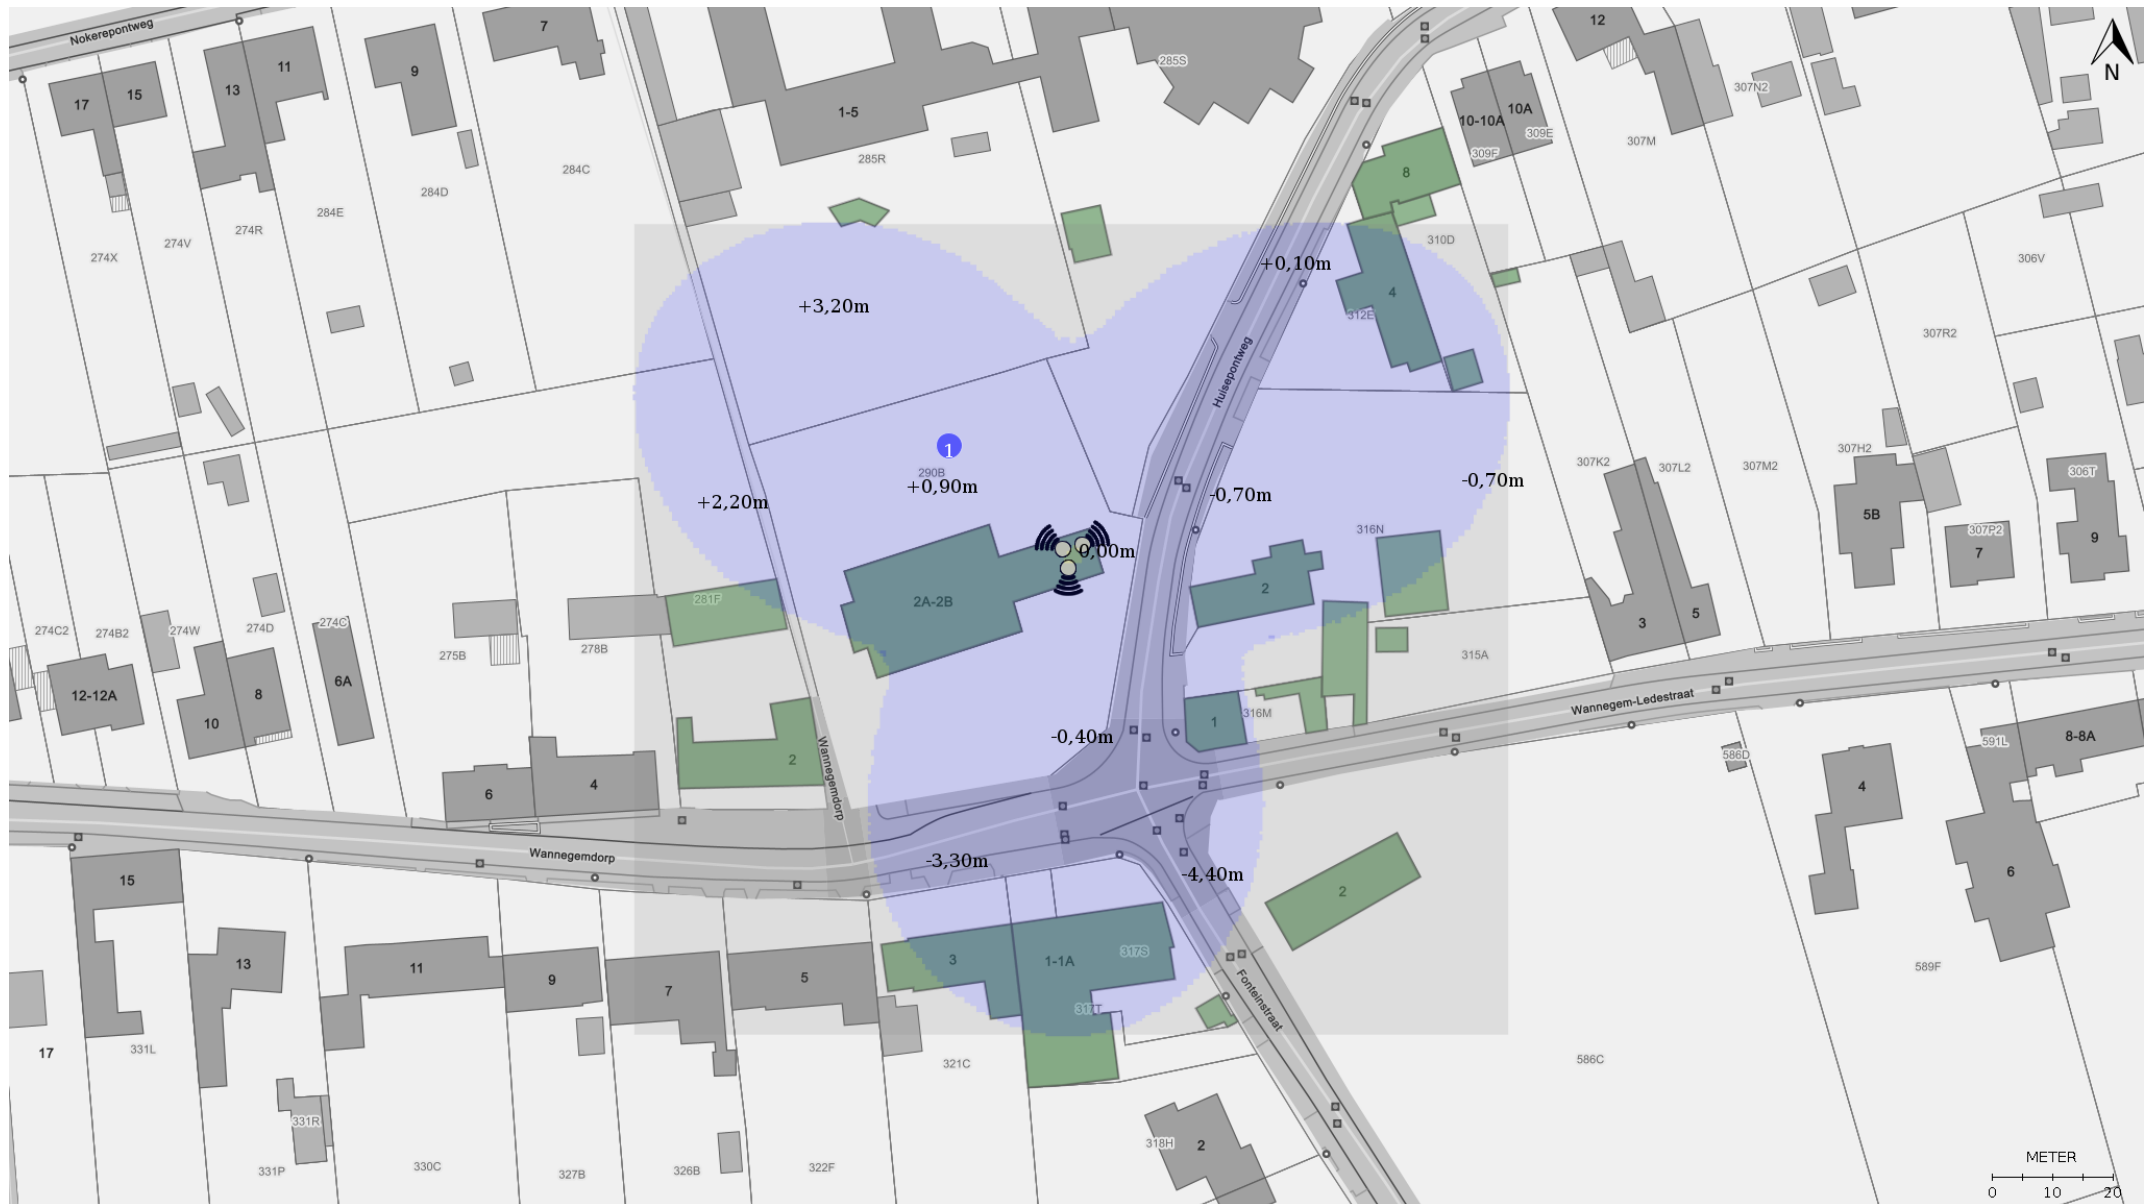 Nokerepontweg
7
12
N
11
9
285S
17
15
13
1-5
10-10A
10A
307N2
309E
309F
307M
285R
284C
8
284D
284E
274R
274V
274X
310D
306V
+0,10m
+3,20m
4
312E
307R2
Huisepontweg
1
290B
+0,90m
+2,20m
-0,70m
-0,70m
307K2
307L2
307M2
307H2
306T
5B
316N
307P2
7
9
0,00m
2A-2B
2
281F
274C2
274B2
274W
274D
274C
275B
278B
3
5
315A
6A
12-12A
10
8
Wannegem-Ledestraat
1
316M
-0,40m
8-8A
591L
586D
2
Wannegemdorp
6
4
4
Wannegemdorp
-3,30m
-4,40m
15
2
6
13
11
9
7
5
3
1-1A
317S
589F
Fonteinstraat
317T
17
331L
321C
586C
331R
318H
2
331P
330C
327B
326B
322F
METER
0 10 20